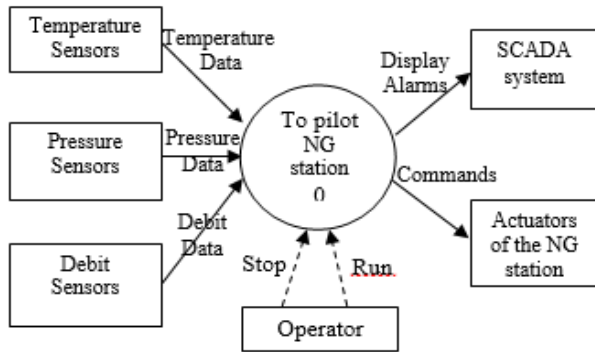 Temperature
Sensors
Temperature
Data
Pressure
Sensors
Pressure
Data
Debit
Sensors
Debit
Data
To pilot
NG
station
0
Display
Alarms
SCADA
system
Commands
Actuators
of the NG
station
Stop
Run
Operator